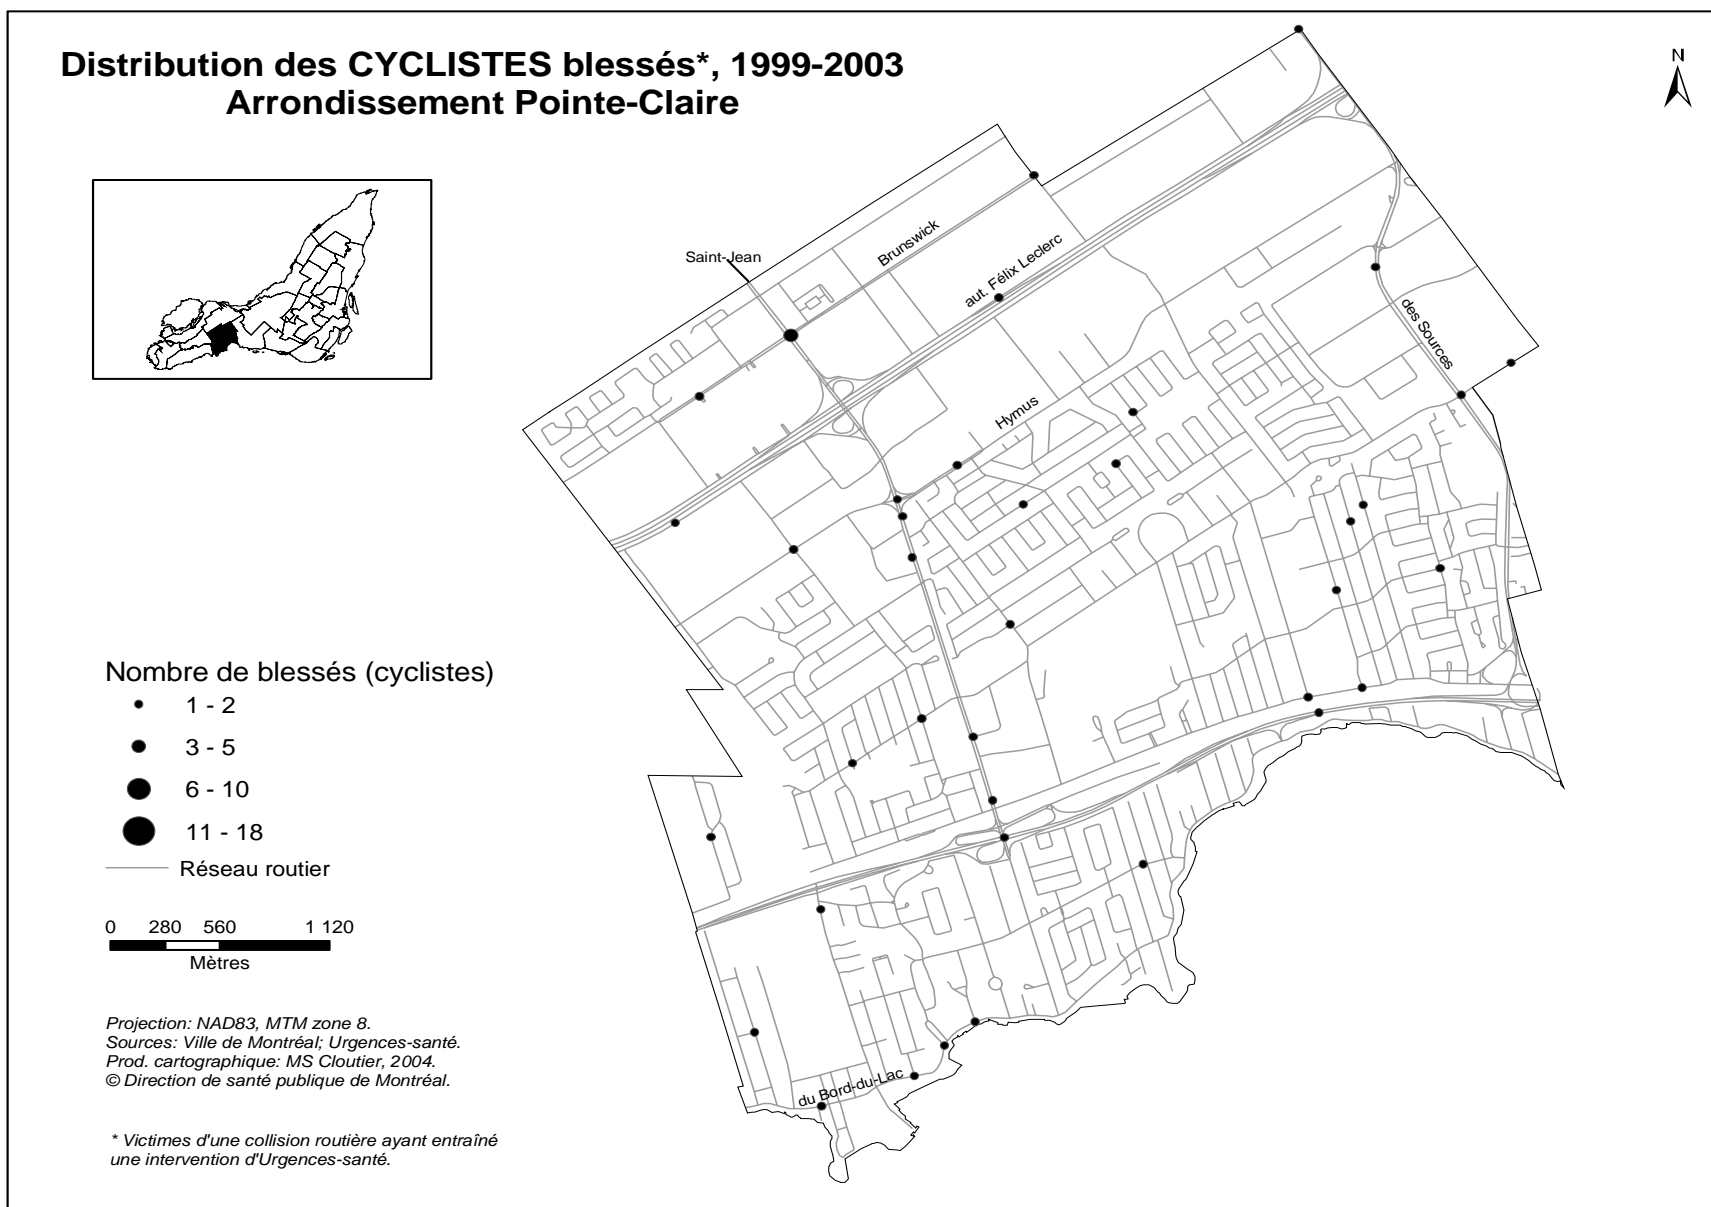 Distribution des CYCLISTES blessés*, 1999-2003
Arrondissement Pointe-Claire
N
Saint-Jean
Brunswick
aut. Félix Leclerc
des Sources
Hymus
du Bord-du-Lac
Nombre de blessés (cyclistes)
1 - 2
3 - 5
6 - 10
11 - 18
Réseau routier
0 280 560 1 120
Mètres
Projection: NAD83, MTM zone 8.
Sources: Ville de Montréal; Urgences-santé.
Prod. cartographique: MS Cloutier, 2004.
© Direction de santé publique de Montréal.
* Victimes d'une collision routière ayant entraîné
une intervention d'Urgences-santé.